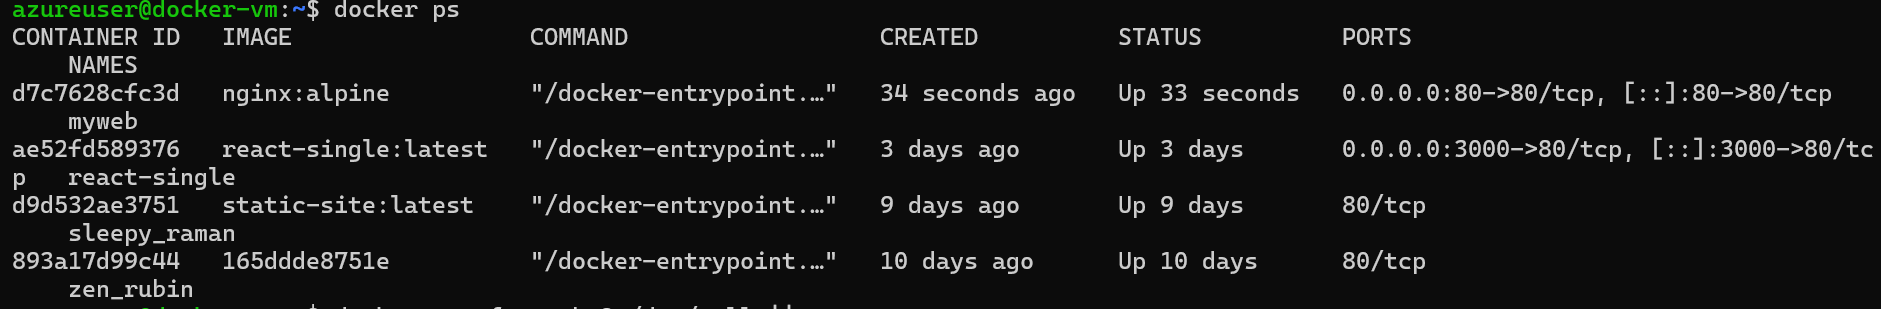 azureuser@docker-vm:~$ docker ps
CONTAINER ID   IMAGE                 COMMAND                  CREATED          STATUS          PORTS
    NAMES
d7c7628cfc3d   nginx:alpine          "/docker-entrypoint.…"   34 seconds ago   Up 33 seconds   0.0.0.0:80->80/tcp, [::]:80->80/tcp
    myweb
ae52fd589376   react-single:latest   "/docker-entrypoint.…"   3 days ago       Up 3 days       0.0.0.0:3000->80/tcp, [::]:3000->80/tc
p   react-single
d9d532ae3751   static-site:latest    "/docker-entrypoint.…"   9 days ago       Up 9 days       80/tcp
    sleepy_raman
893a17d99c44   165ddde8751e          "/docker-entrypoint.…"   10 days ago      Up 10 days      80/tcp
    zen_rubin